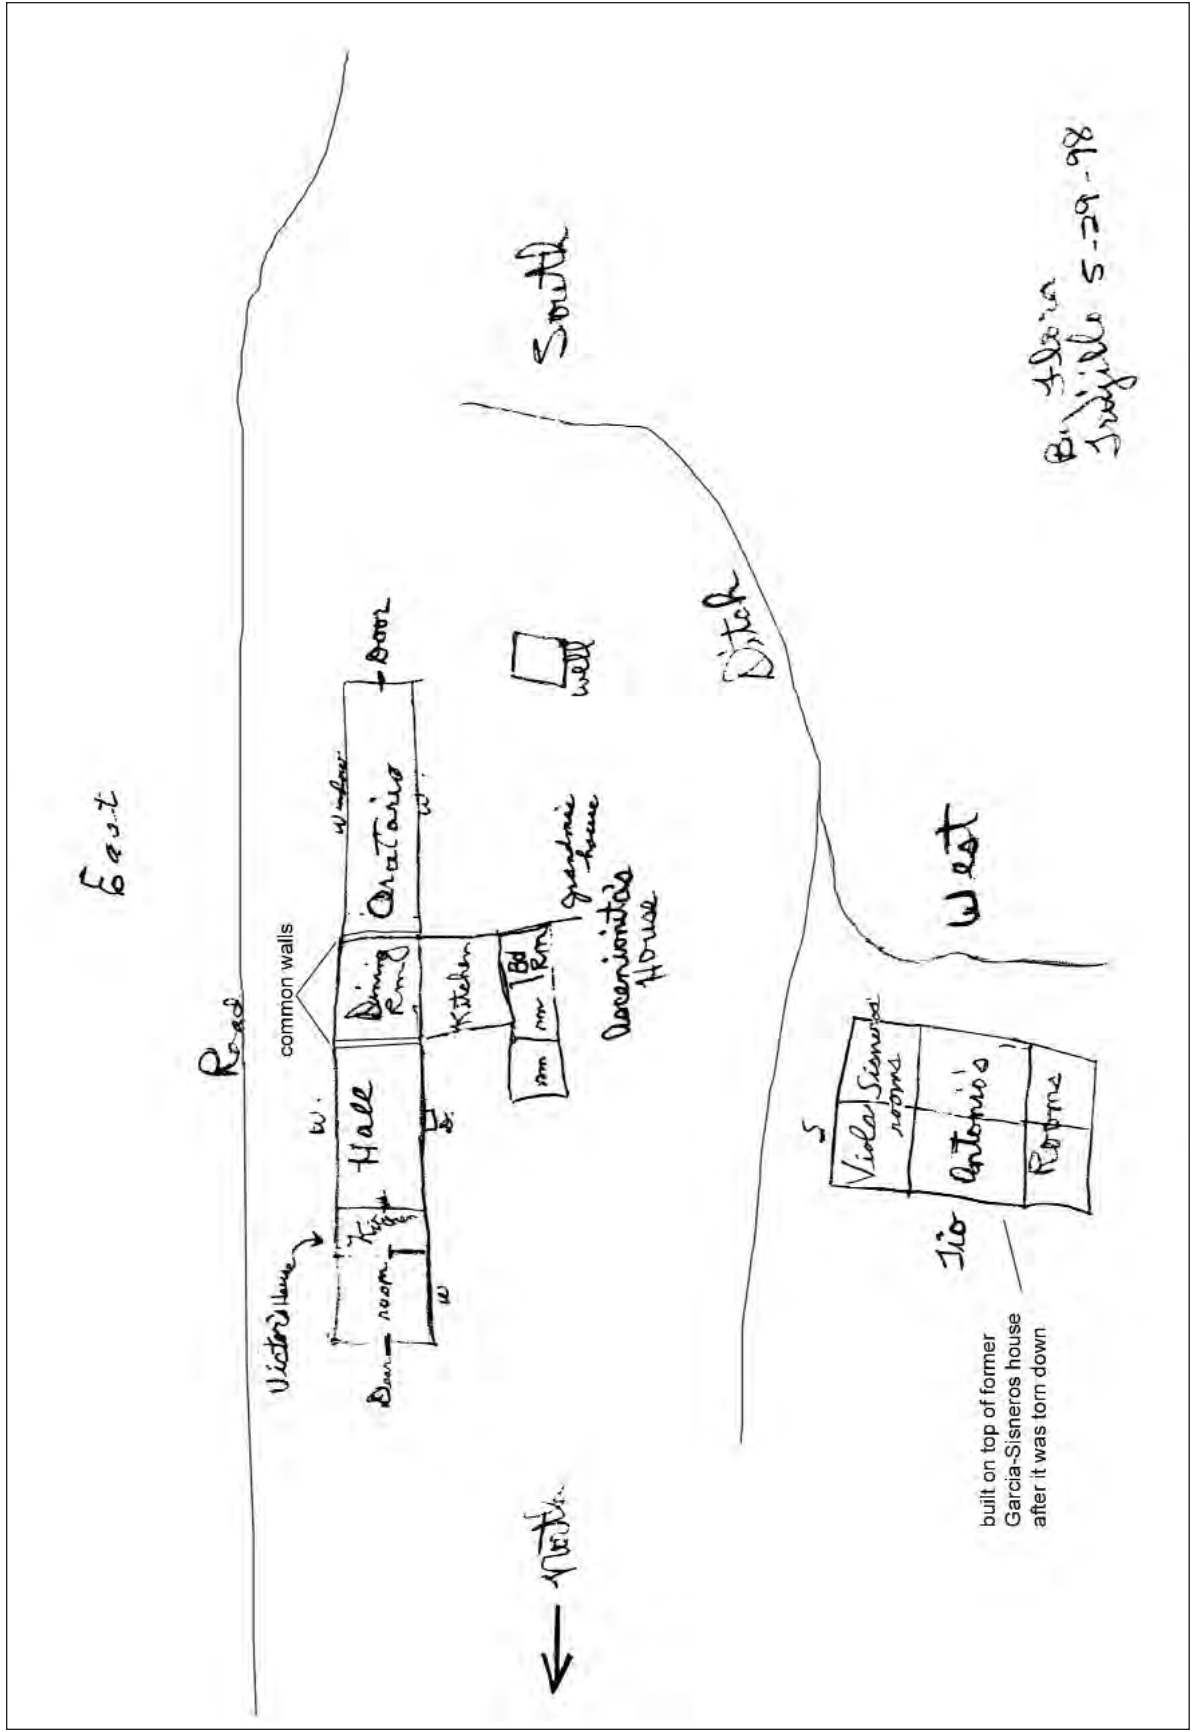 East
Road
common walls
Victor's House
W.
Window
Door
room
Kitchen
Hall
Dining
Rm
Oratorio
Door
W
D.
W.
Kitchen
rm
rm
Bd
Rm
grandma's
house
Ascencionita's
House
well
North
South
Ditch
West
S
Viola Sisneros'
rooms
Tio
Antonio's
Rooms
built on top of former
Garcia-Sisneros house
after it was torn down
By
Trujillo 5-29-98